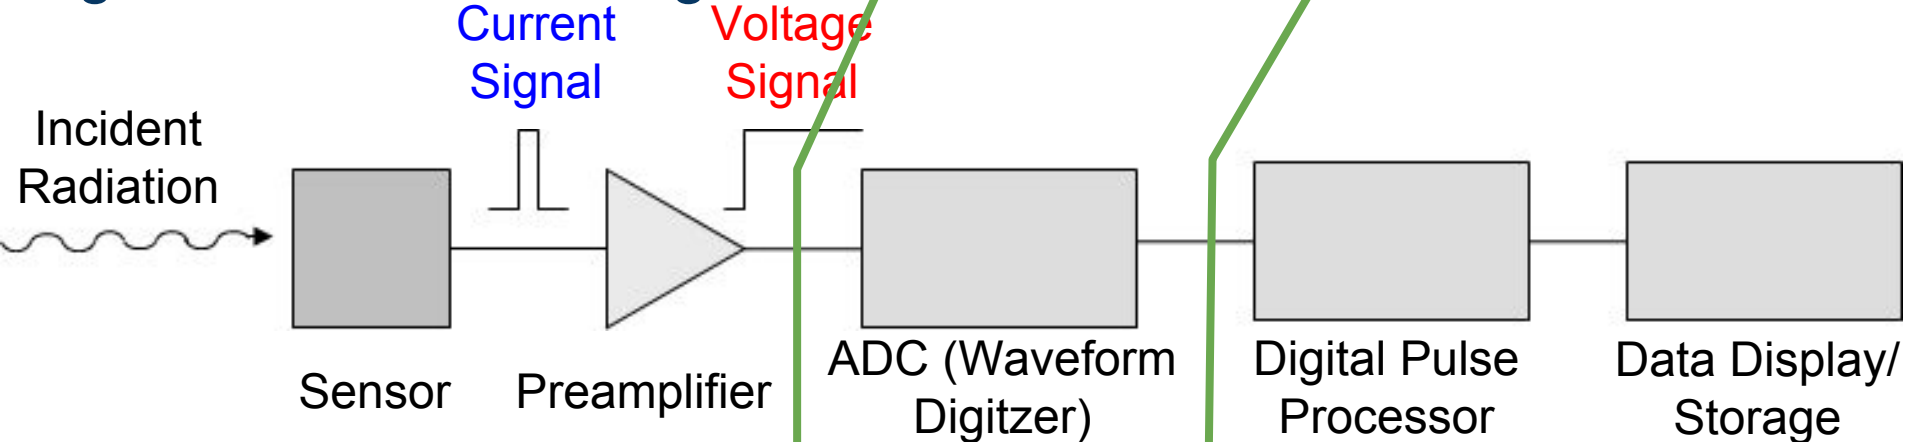 Current
Signal
Voltage
Signal
Incident
Radiation
Sensor
Preamplifier
ADC (Waveform
Digitzer)
Digital Pulse
Processor
Data Display/
Storage